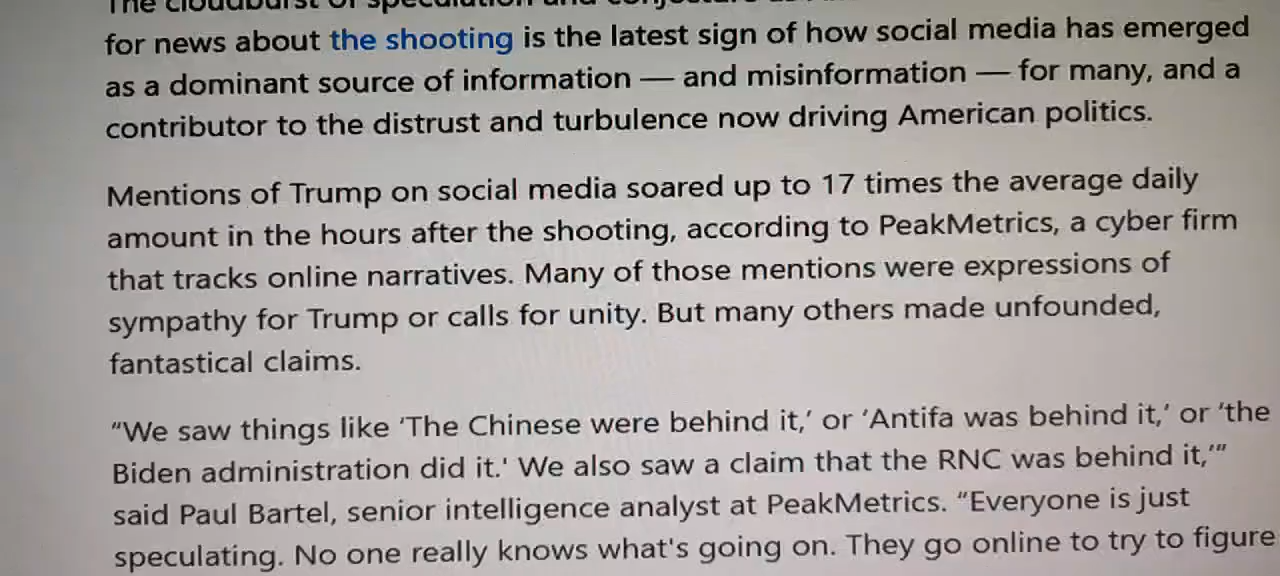 The cloudburst of speculation and conjecture as
for news about the shooting is the latest sign of how social media has emerged
as a dominant source of information — and misinformation — for many, and a
contributor to the distrust and turbulence now driving American politics.
Mentions of Trump on social media soared up to 17 times the average daily
amount in the hours after the shooting, according to PeakMetrics, a cyber firm
that tracks online narratives. Many of those mentions were expressions of
sympathy for Trump or calls for unity. But many others made unfounded,
fantastical claims.
“We saw things like ‘The Chinese were behind it,’ or ‘Antifa was behind it,’ or ‘the
Biden administration did it.' We also saw a claim that the RNC was behind it,’”
said Paul Bartel, senior intelligence analyst at PeakMetrics. “Everyone is just
speculating. No one really knows what's going on. They go online to try to figure